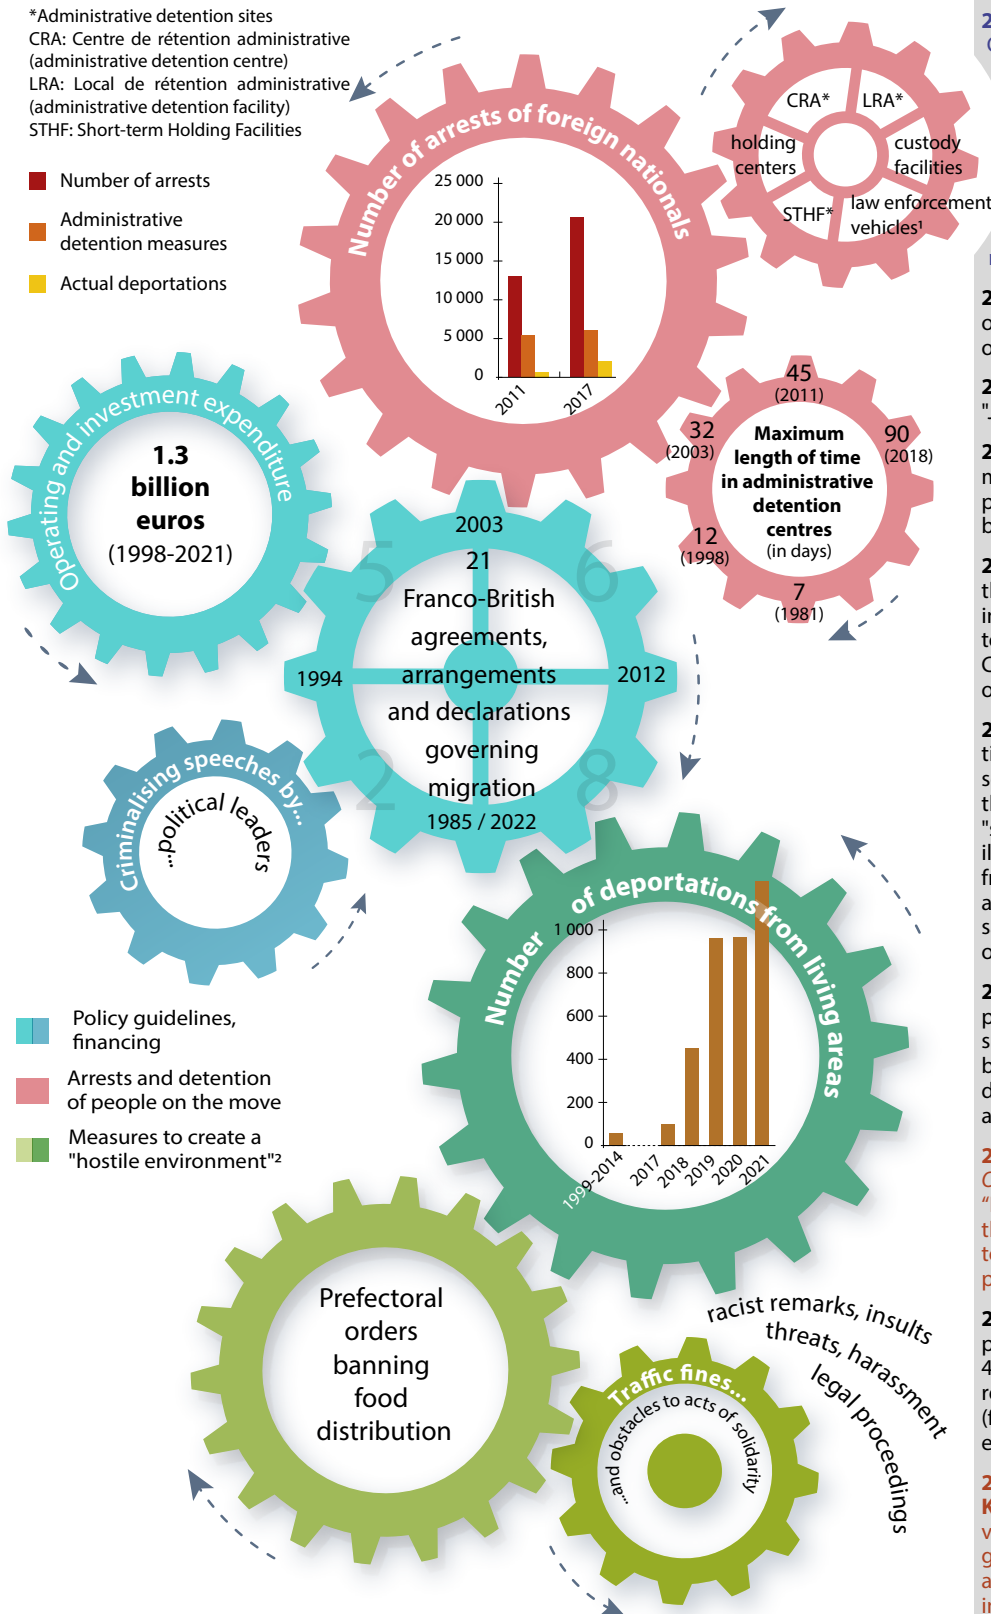 *Administrative detention sites
CRA: Centre de rétention administrative
(administrative detention centre)
LRA: Local de rétention administrative
(administrative detention facility)
STHF: Short-term Holding Facilities
Number of arrests
Administrative
detention measures
Actual deportations
Number of arrests of foreign nationals
25 000
20 000
15 000
10 000
5 000
0
2011
2017
CRA*
LRA*
holding
centers
custody
facilities
STHF*
law enforcement
vehicles¹
Operating and investment expenditure
1.3
billion
euros
(1998-2021)
45
(2011)
32
(2003)
90
(2018)
Maximum
length of time
in administrative
detention
centres
(in days)
12
(1998)
7
(1981)
2003
5
6
21
Franco-British
agreements,
1994
arrangements
2012
and declarations
governing
migration
2
8
1985 / 2022
Criminalising speeches by...
...political leaders
Number of deportations from living areas
1 000
800
600
400
200
0
1999-2014
2017
2018
2019
2020
2021
Policy guidelines,
financing
Arrests and detention
of people on the move
Measures to create a
"hostile environment"²
Prefectoral
orders
banning
food
distribution
Traffic fines...
...and obstacles to acts of solidarity
racist remarks, insults
threats, harassment
legal proceedings